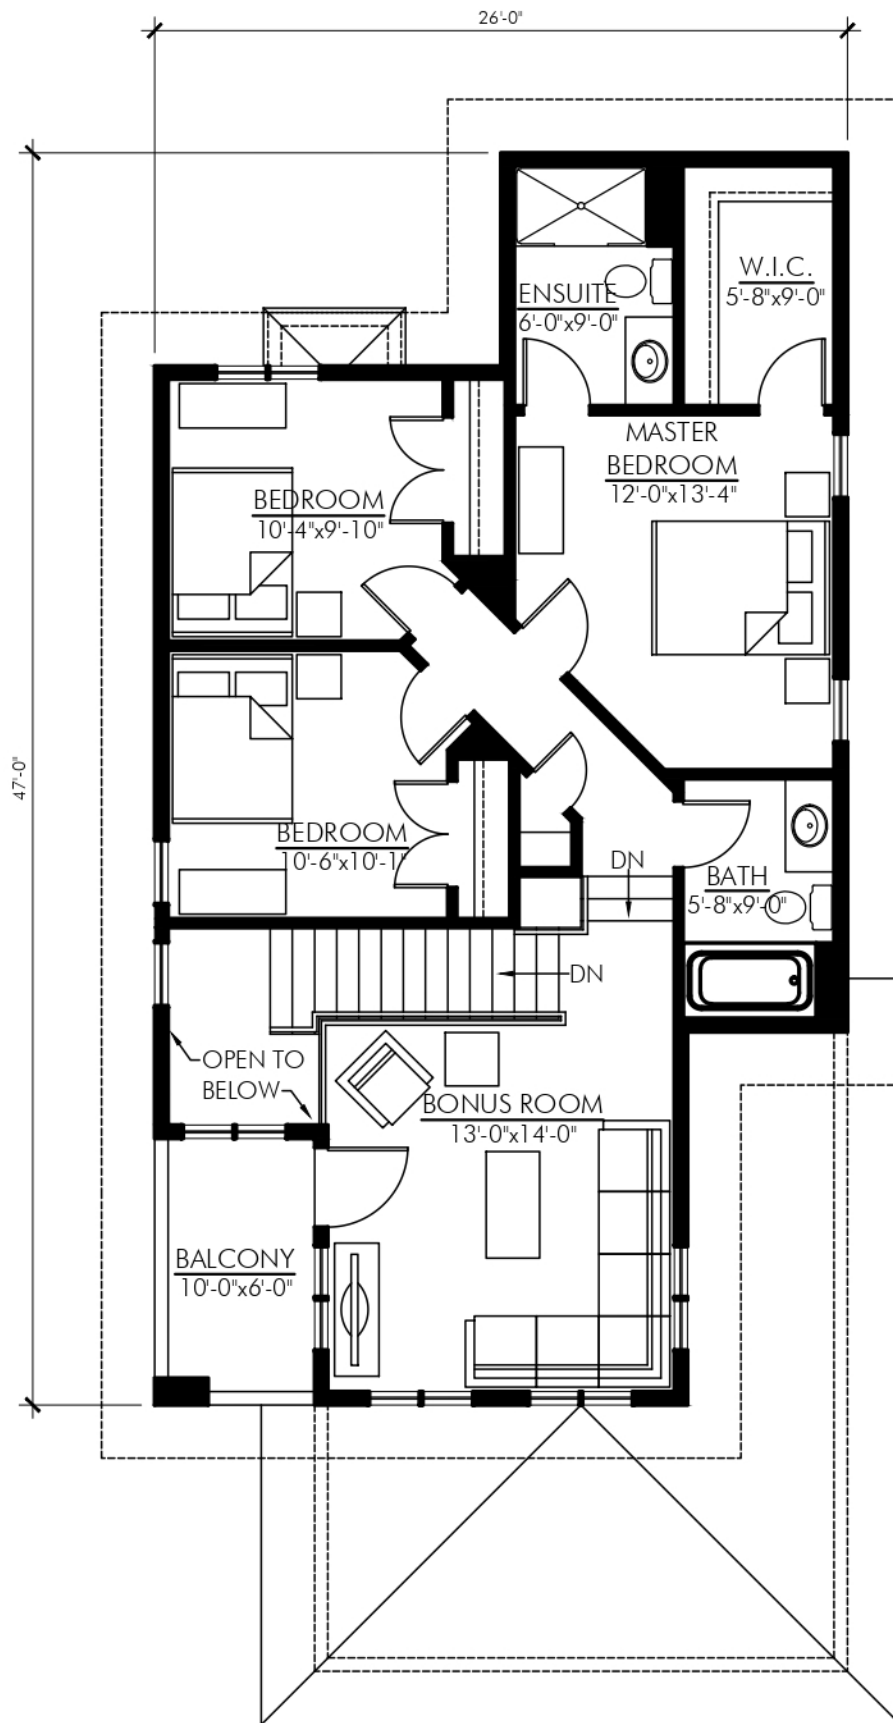 26'-0"
47'-0"
W.I.C.
5'-8"x9'-0"
ENSUITE
6'-0"x9'-0"
MASTER
BEDROOM
12'-0"x13'-4"
BEDROOM
10'-4"x9'-10"
BEDROOM
10'-6"x10'-1"
DN
BATH
5'-8"x9'-0"
DN
OPEN TO
BELOW
BONUS ROOM
13'-0"x14'-0"
BALCONY
10'-0"x6'-0"